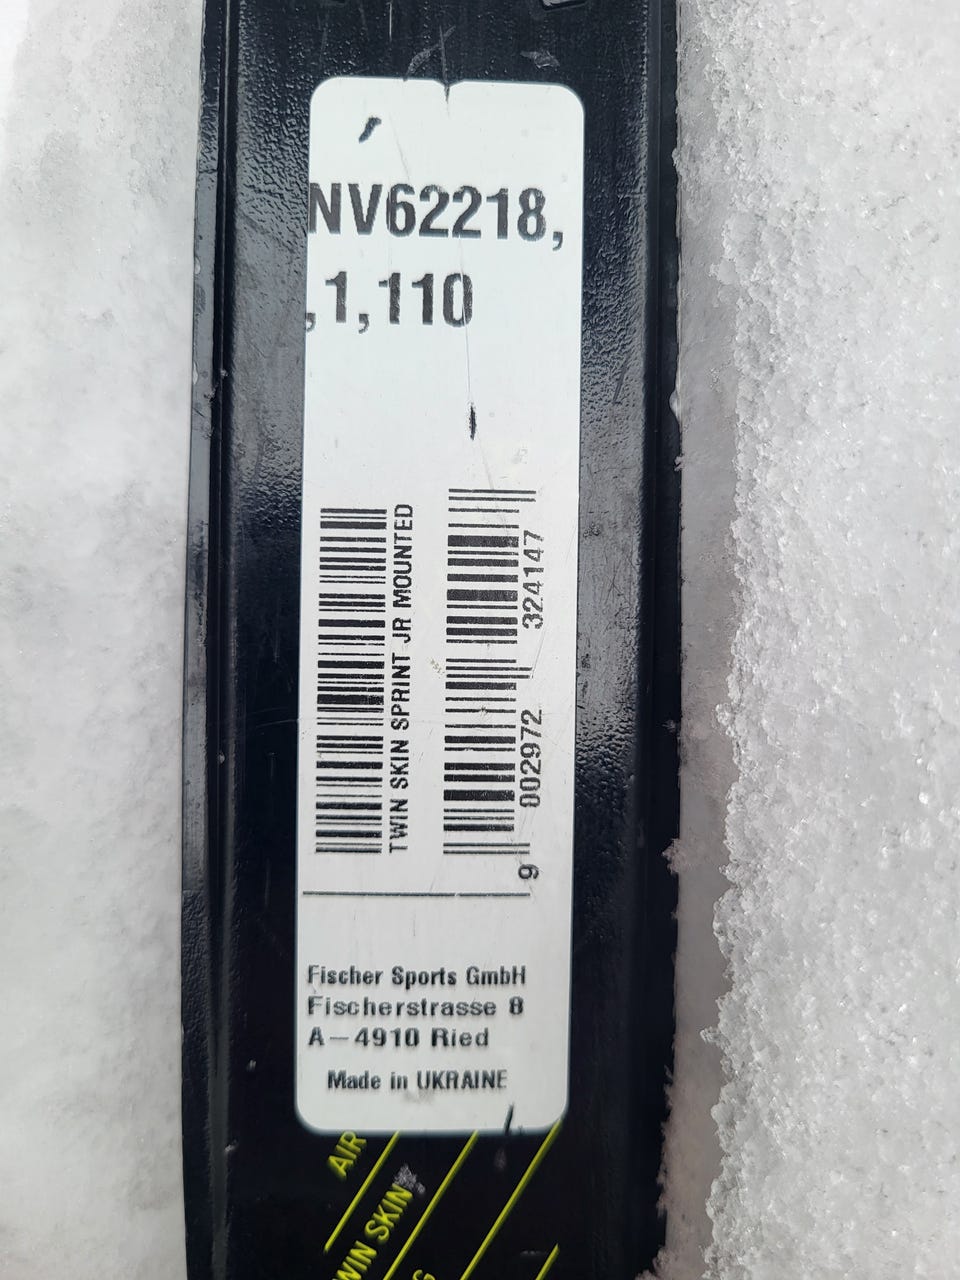 NV62218,
,1,110
TWIN SKIN SPRINT JR MOUNTED
9 002972 324147
Fischer Sports GmbH
Fischerstrasse 8
A-4910 Ried
Made in UKRAINE
AIR
WIN SKIN